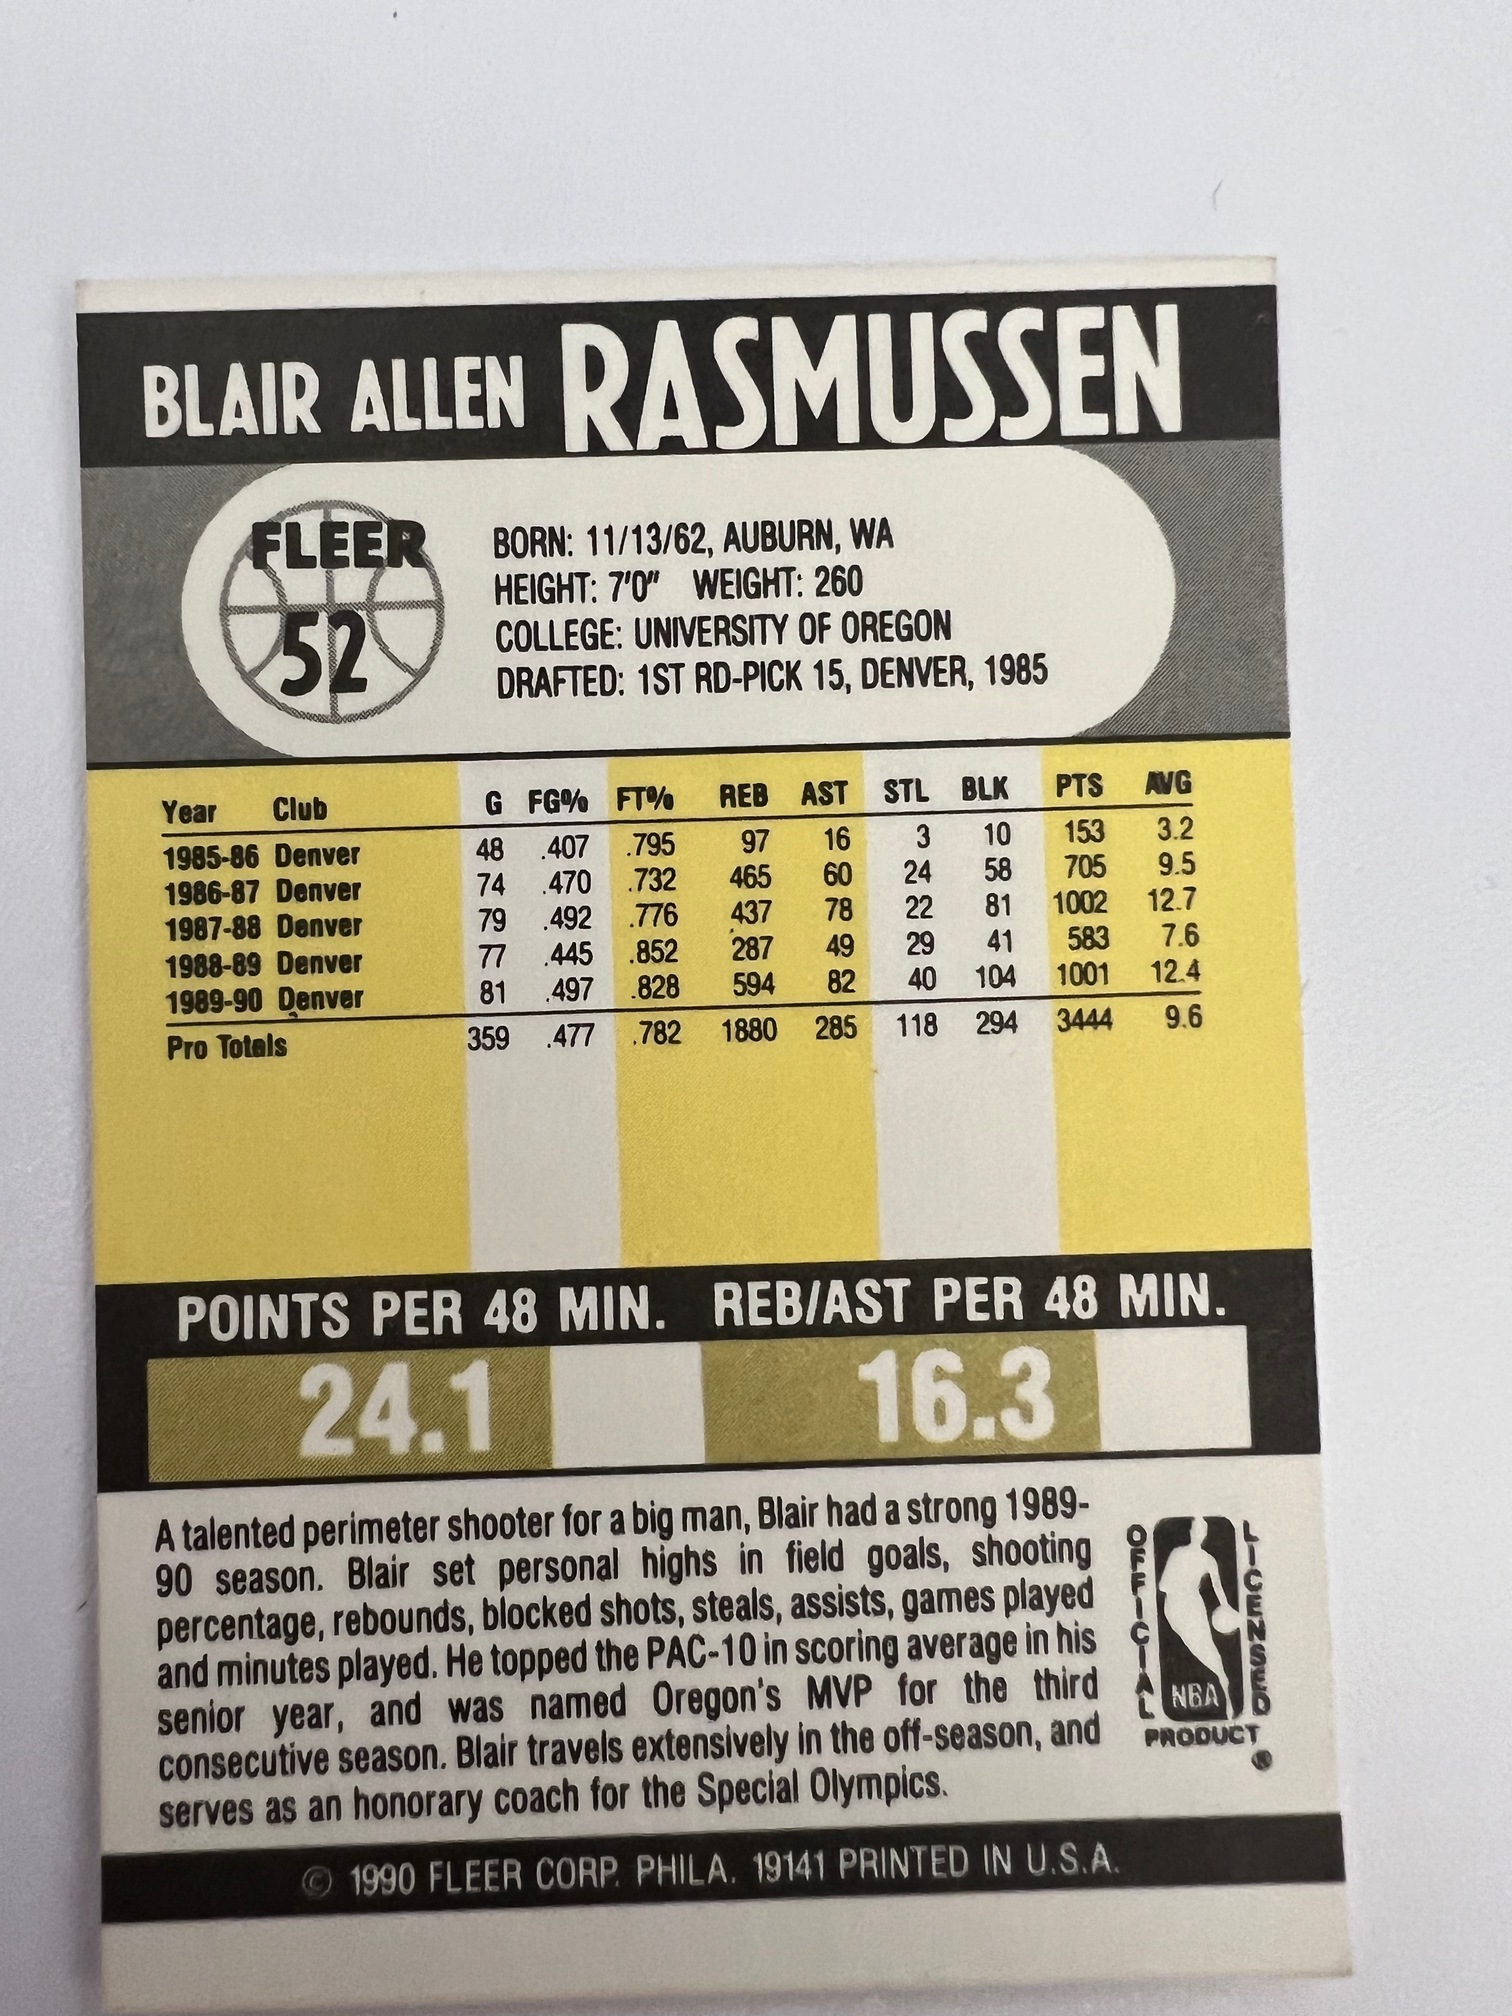 BLAIR ALLEN RASMUSSEN
FLEER
52
BORN: 11/13/62, AUBURN, WA
HEIGHT: 7'0" WEIGHT: 260
COLLEGE: UNIVERSITY OF OREGON
DRAFTED: 1ST RD-PICK 15, DENVER, 1985
Year Club G FG% FT% REB AST STL BLK PTS AVG
1985-86 Denver 48 .407 .795 97 16 3 10 153 3.2
1986-87 Denver 74 .470 .732 465 60 24 58 705 9.5
1987-88 Denver 79 .492 .776 437 78 22 81 1002 12.7
1988-89 Denver 77 .445 .852 287 49 29 41 583 7.6
1989-90 Denver 81 .497 .828 594 82 40 104 1001 12.4
Pro Totals 359 .477 .782 1880 285 118 294 3444 9.6
POINTS PER 48 MIN. REB/AST PER 48 MIN.
24.1 16.3
A talented perimeter shooter for a big man, Blair had a strong 1989-
90 season. Blair set personal highs in field goals, shooting
percentage, rebounds, blocked shots, steals, assists, games played
and minutes played. He topped the PAC-10 in scoring average in his
senior year, and was named Oregon's MVP for the third
consecutive season. Blair travels extensively in the off-season, and
serves as an honorary coach for the Special Olympics.
OFFICIAL
NBA
LICENSED
PRODUCT
®
© 1990 FLEER CORP. PHILA. 19141 PRINTED IN U.S.A.